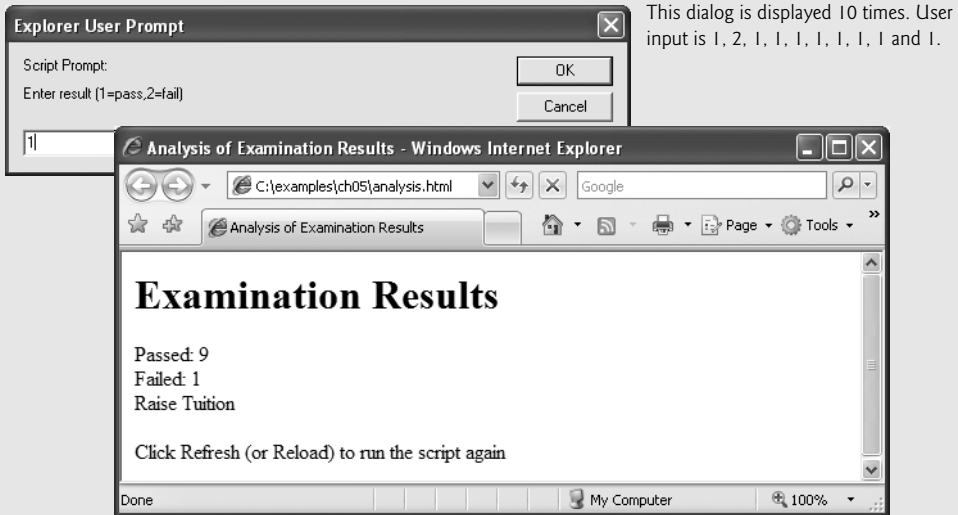 Explorer User Prompt
This dialog is displayed 10 times. User
input is 1, 2, 1, 1, 1, 1, 1, 1, 1 and 1.
Script Prompt:
OK
Enter result (1=pass,2=fail)
Cancel
1
Analysis of Examination Results - Windows Internet Explorer
C:\examples\ch05\analysis.html
Google
Analysis of Examination Results
Page
Tools
»
Examination Results
Passed: 9
Failed: 1
Raise Tuition
Click Refresh (or Reload) to run the script again
Done
My Computer
100%